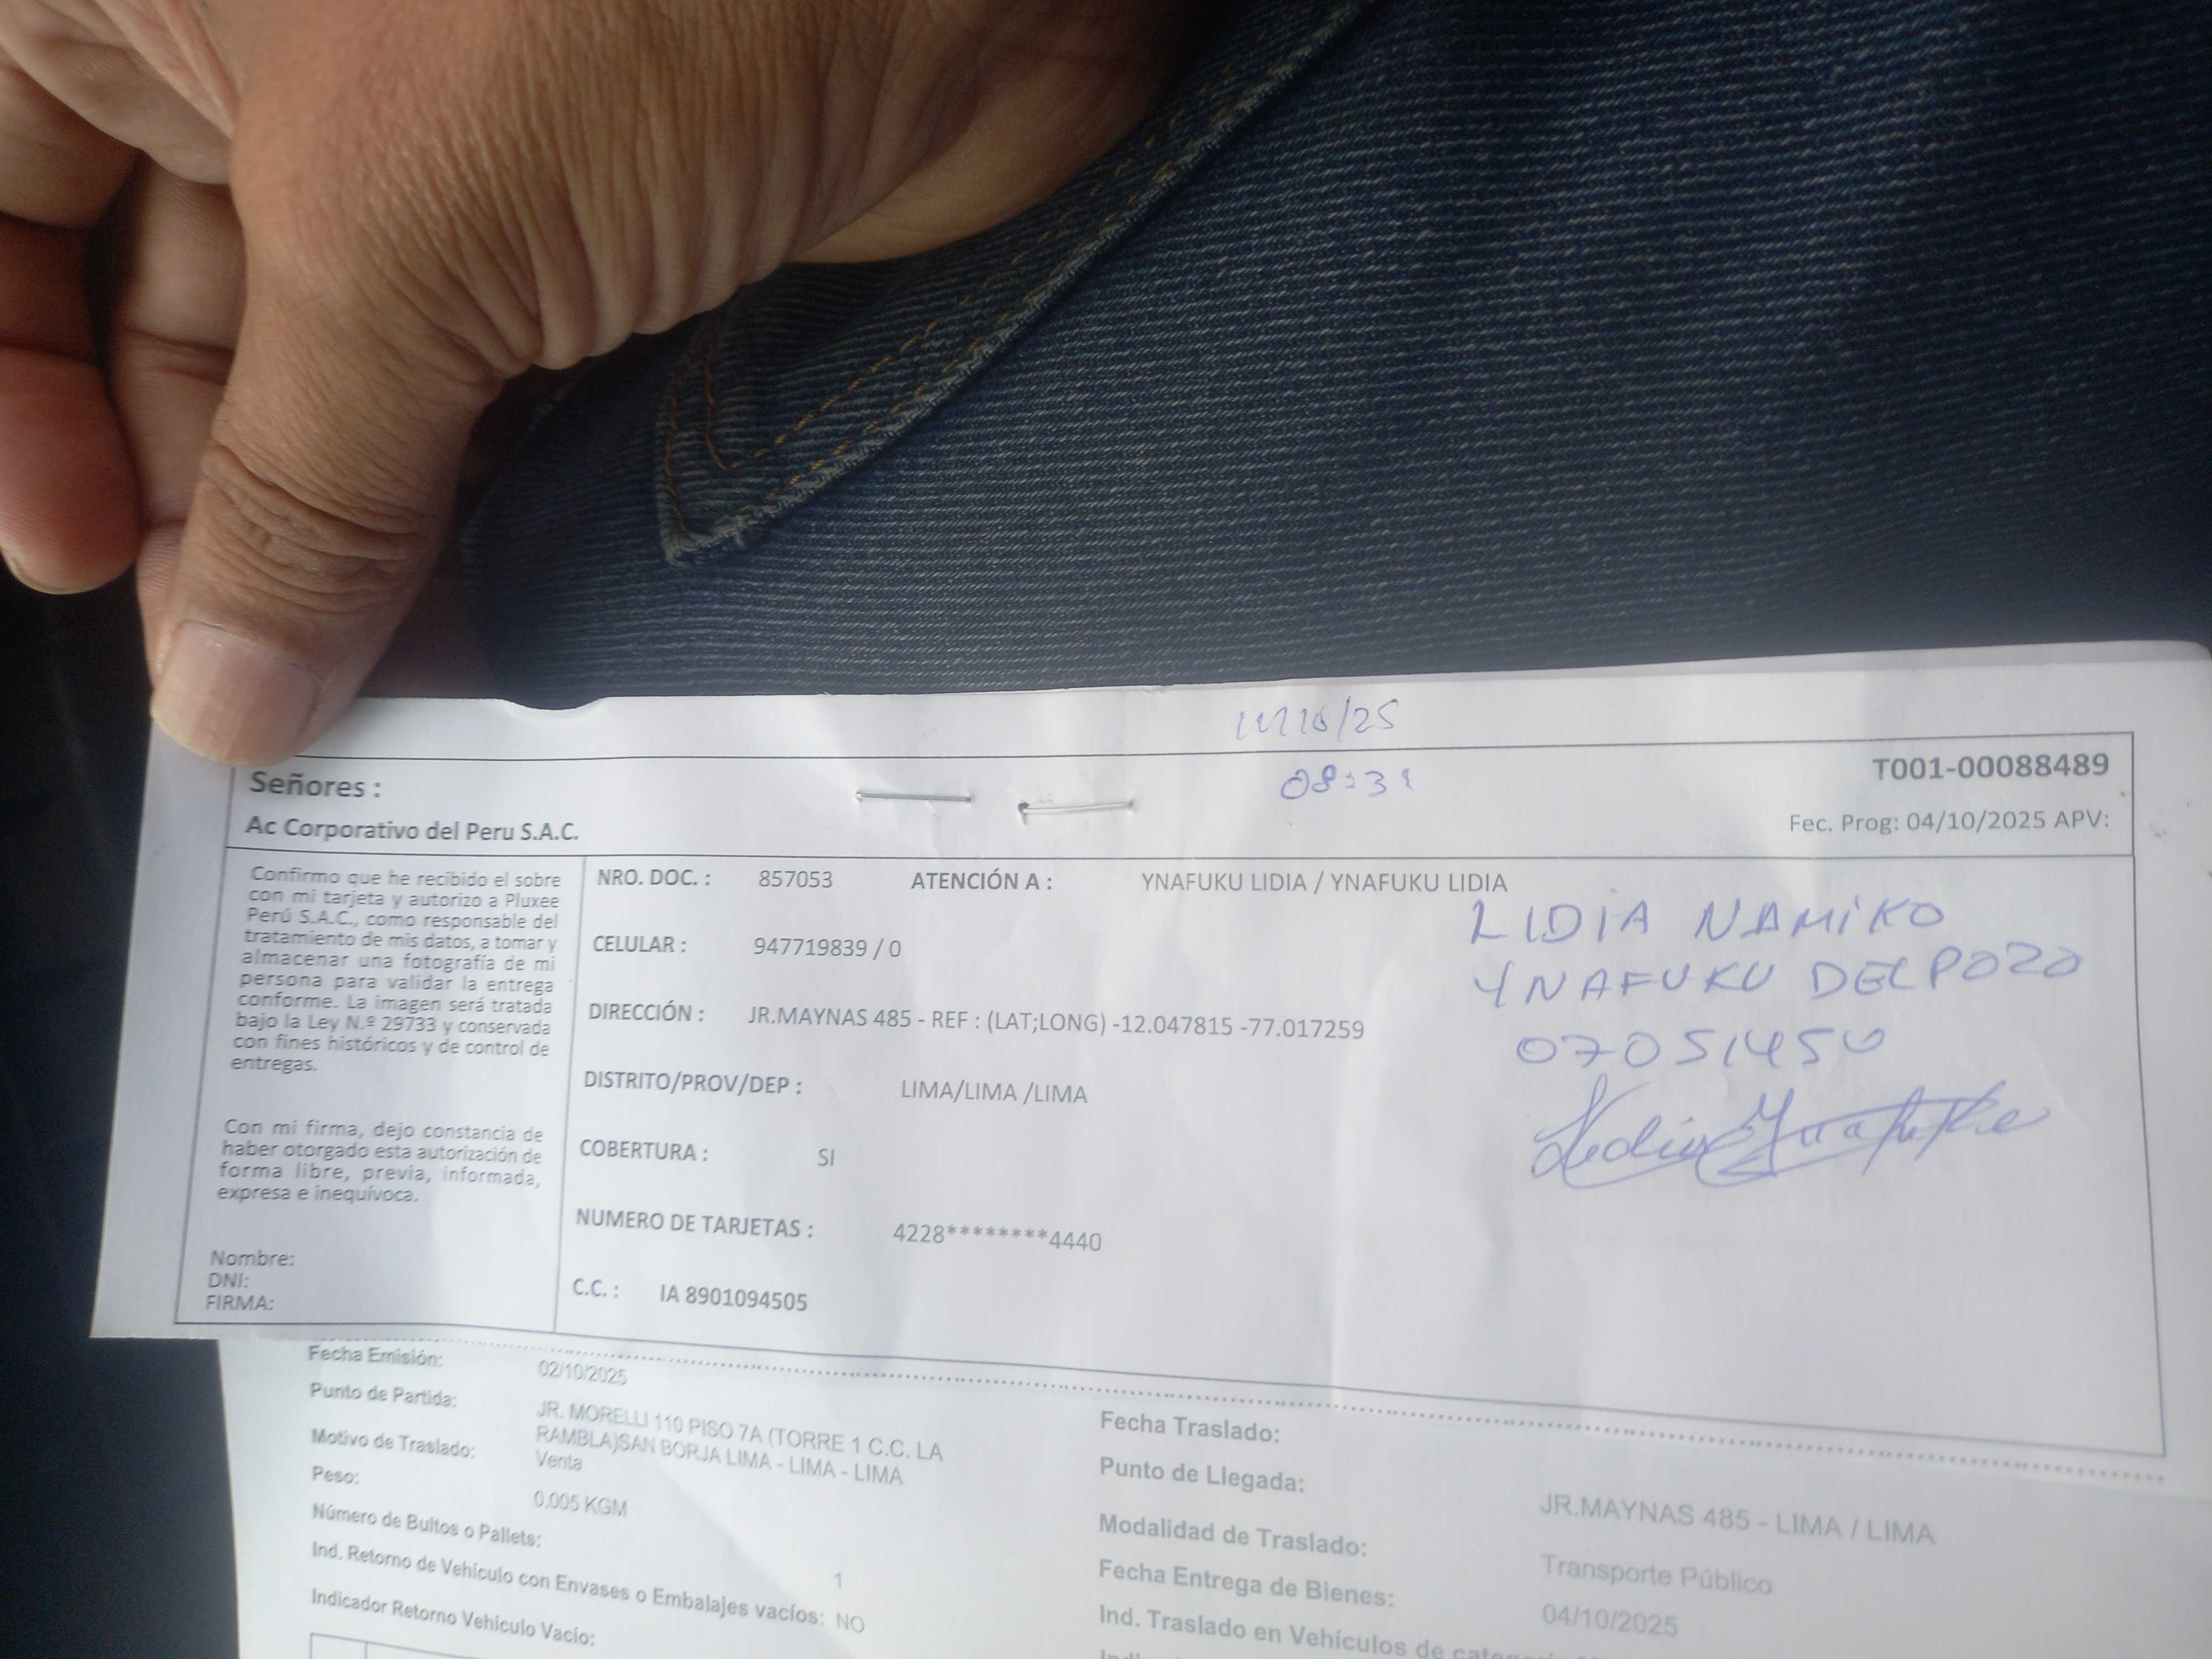 08:31
Señores :
T001-00088489
Ac Corporativo del Peru S.A.C.
Fec. Prog: 04/10/2025 APV:
Confirmo que he recibido el sobre
con mi tarjeta y autorizo a Pluxee
Perú S.A.C., como responsable del
tratamiento de mis datos, a tomar y
almacenar una fotografía de mi
persona para validar la entrega
conforme. La imagen será tratada
bajo la Ley N.º 29733 y conservada
con fines históricos y de control de
entregas.
Con mi firma, dejo constancia de
haber otorgado esta autorización de
forma libre, previa, informada,
expresa e inequívoca.
Nombre:
DNI:
FIRMA:
NRO. DOC. : 857053 ATENCIÓN A : YNAFUKU LIDIA / YNAFUKU LIDIA
CELULAR : 947719839 / 0
DIRECCIÓN : JR.MAYNAS 485 - REF : (LAT;LONG) -12.047815 -77.017259
DISTRITO/PROV/DEP : LIMA/LIMA /LIMA
COBERTURA : SI
NUMERO DE TARJETAS : 4228********4440
C.C. : IA 8901094505
LIDIA NAMIKO
YNAFUKU DEL POZO
07051450
Lidia Ynafuku
Fecha Emisión: 02/10/2025
Punto de Partida: JR. MORELLI 110 PISO 7A (TORRE 1 C.C. LA
RAMBLA)SAN BORJA LIMA - LIMA - LIMA
Motivo de Traslado: Venta
Peso: 0.005 KGM
Número de Bultos o Pallets: 1
Ind. Retorno de Vehículo con Envases o Embalajes vacíos: NO
Indicador Retorno Vehículo Vacio:
Fecha Traslado:
Punto de Llegada: JR.MAYNAS 485 - LIMA / LIMA
Modalidad de Traslado: Transporte Público
Fecha Entrega de Bienes: 04/10/2025
Ind. Traslado en Vehículos de